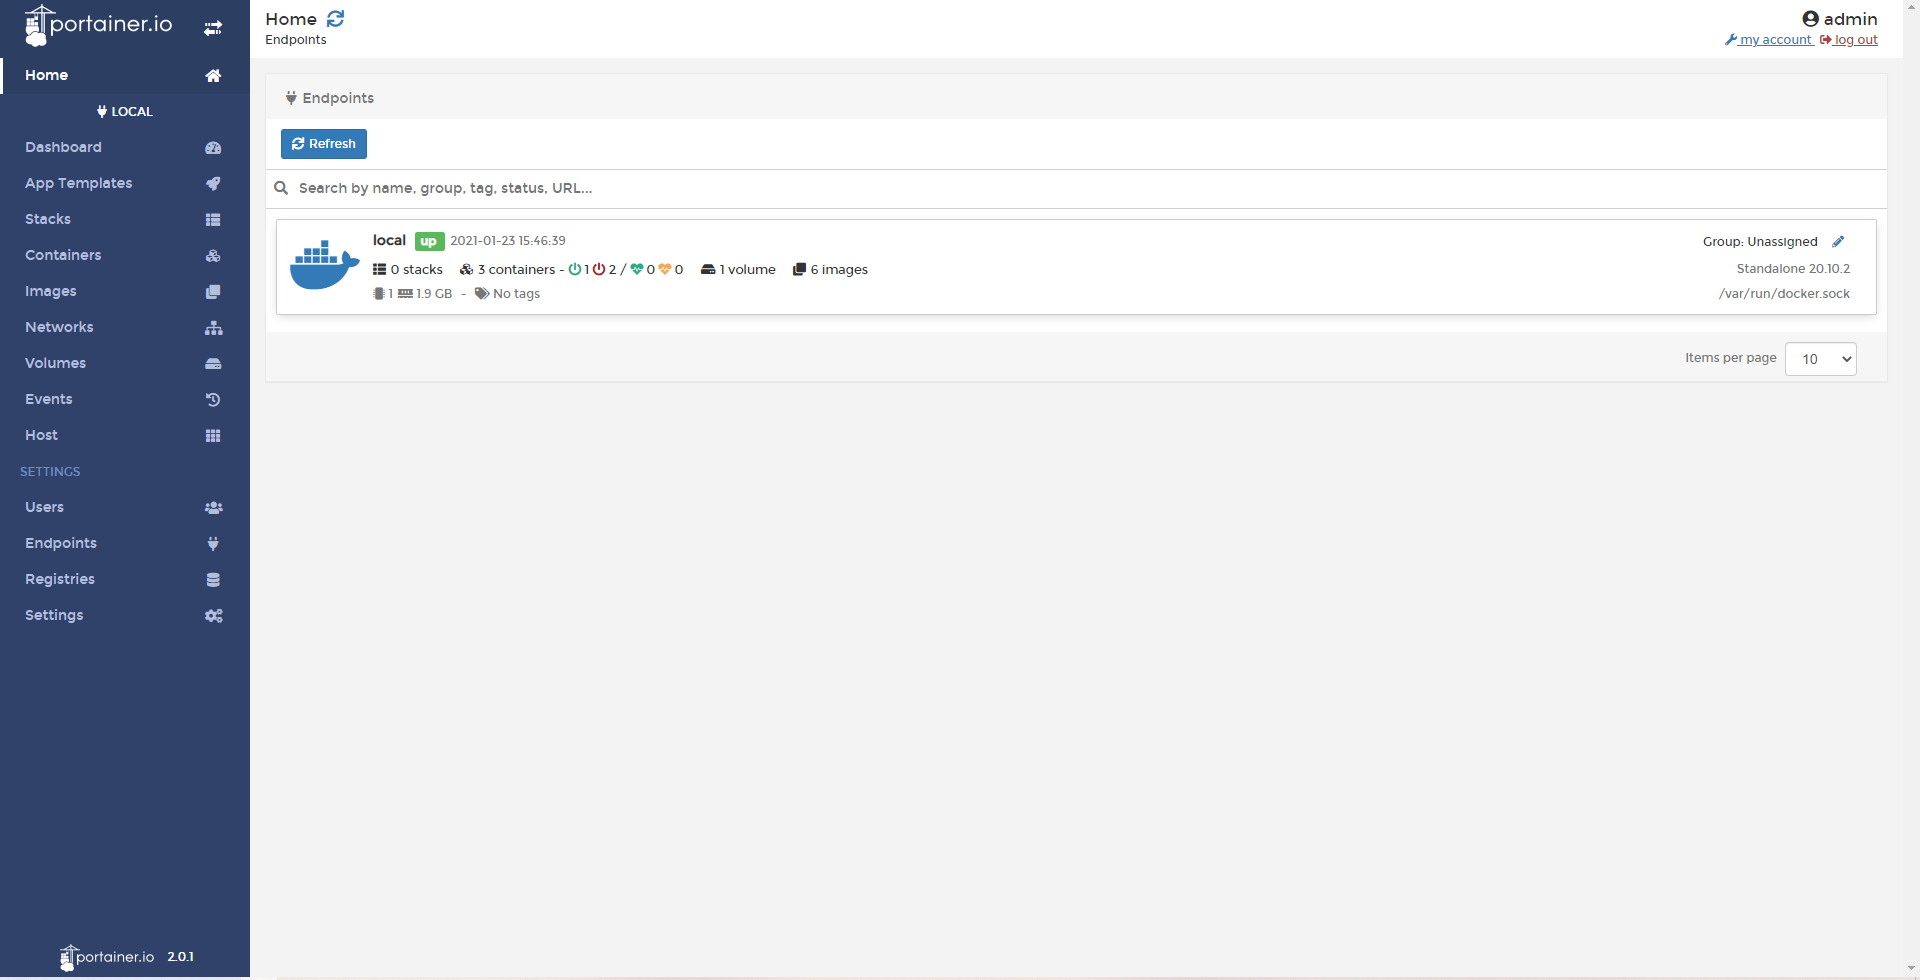 portainer.io
Home
LOCAL
Dashboard
App Templates
Stacks
Containers
Images
Networks
Volumes
Events
Host
SETTINGS
Users
Endpoints
Registries
Settings
portainer.io 2.0.1
Home
Endpoints
admin
my account log out
Endpoints
Refresh
Search by name, group, tag, status, URL...
local up 2021-01-23 15:46:39
0 stacks 3 containers - 1 2 / 0 0 1 volume 6 images
1 1.9 GB - No tags
Group: Unassigned
Standalone 20.10.2
/var/run/docker.sock
Items per page 10